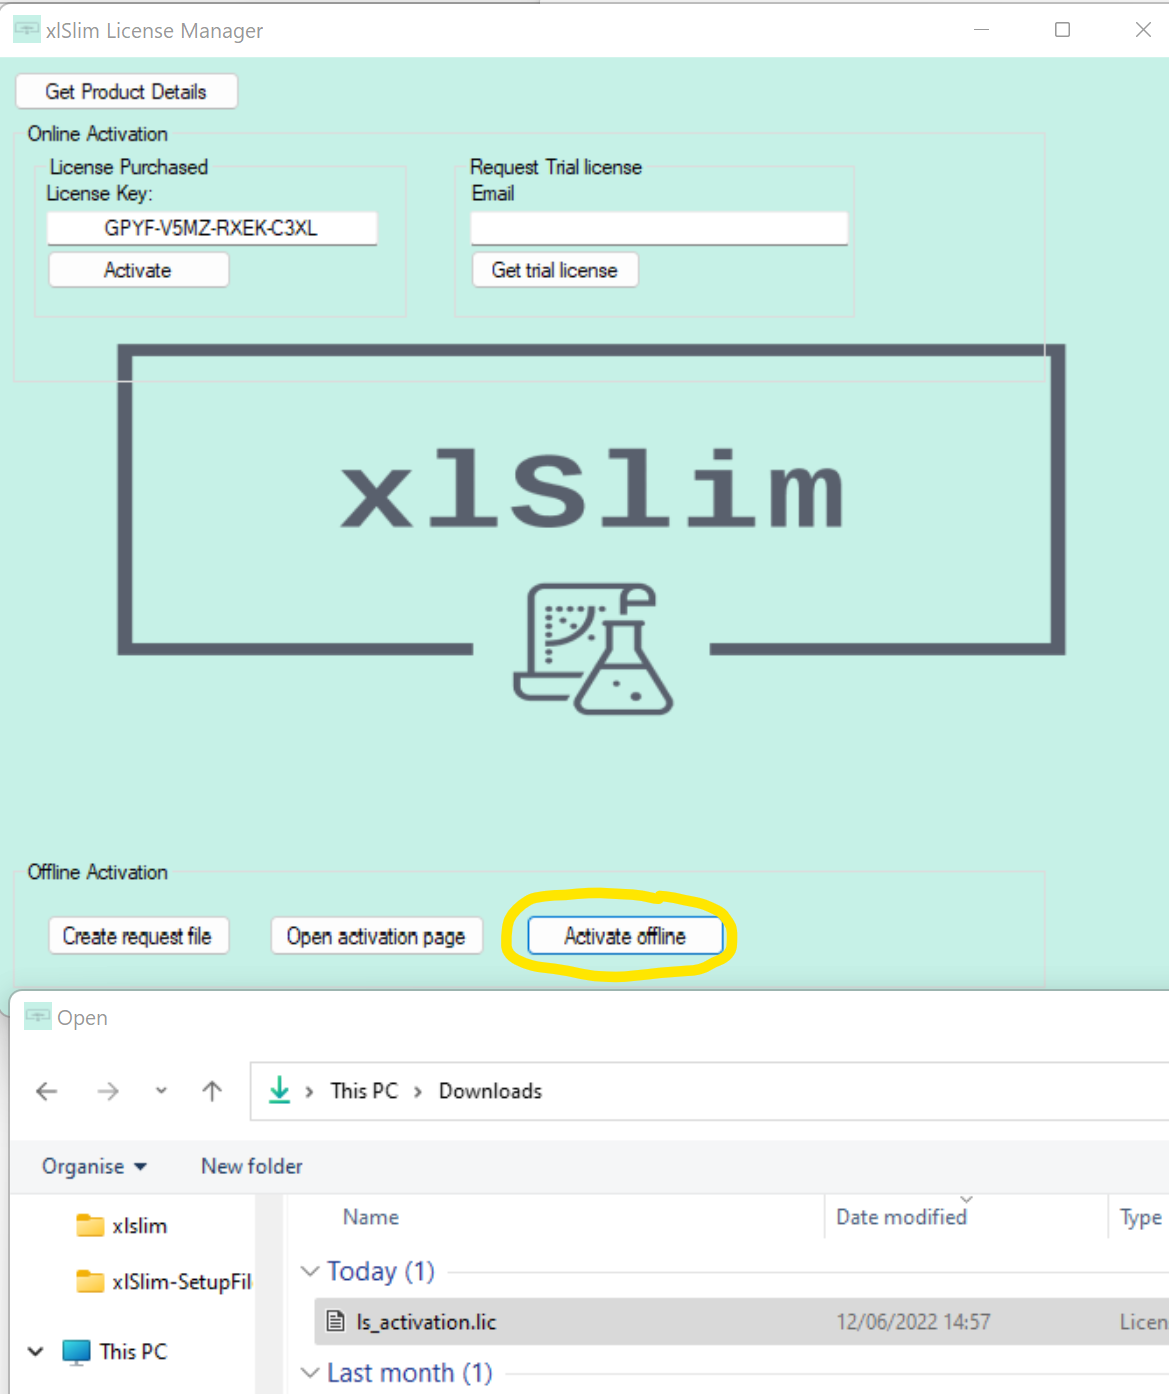 xlSlim License Manager
Get Product Details
Online Activation
License Purchased
License Key:
GPYF-V5MZ-RXEK-C3XL
Activate
Request Trial license
Email
Get trial license
xlSlim
Offline Activation
Create request file
Open activation page
Activate offline
Open
This PC > Downloads
Organise
New folder
Name
Date modified
Type
xlslim
xlSlim-SetupFil
This PC
Today (1)
ls_activation.lic
12/06/2022 14:57
Licen
Last month (1)